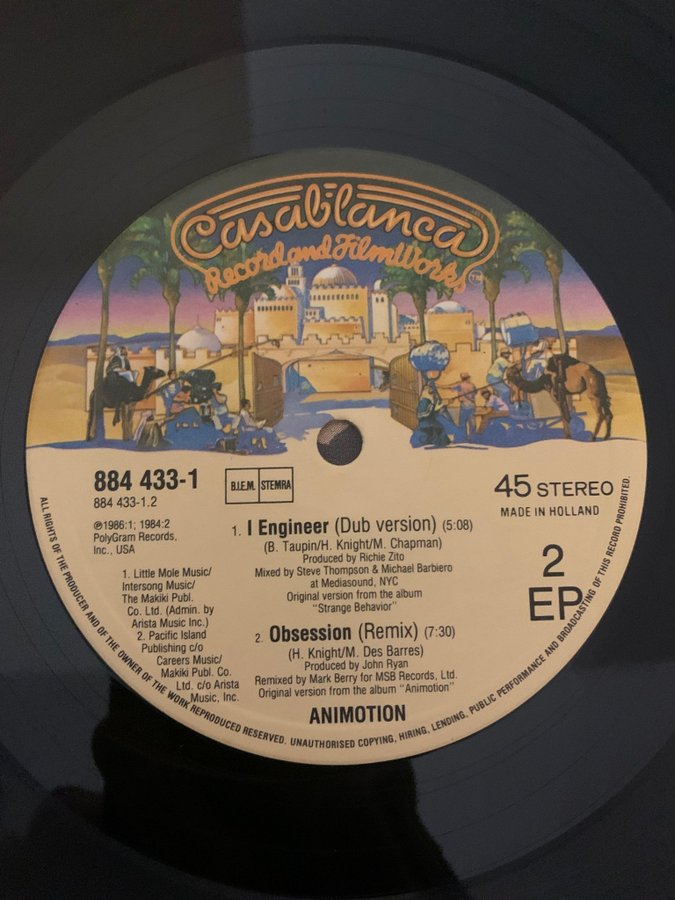 Casablanca
Record and FilmWorks
TM
884 433-1
884 433-1.2
B.I.E.M. STEMRA
45 STEREO
MADE IN HOLLAND
℗1986:1; 1984:2
PolyGram Records,
Inc., USA
1. Little Mole Music/
Intersong Music/
The Makiki Publ.
Co. Ltd. (Admin. by
Arista Music Inc.)
2. Pacific Island
Publishing c/o
Careers Music/
Makiki Publ. Co.
Ltd. c/o Arista
Music, Inc.
1. I Engineer (Dub version) (5:08)
(B. Taupin/H. Knight/M. Chapman)
Produced by Richie Zito
Mixed by Steve Thompson & Michael Barbiero
at Mediasound, NYC
Original version from the album
"Strange Behavior"
2. Obsession (Remix) (7:30)
(H. Knight/M. Des Barres)
Produced by John Ryan
Remixed by Mark Berry for MSB Records, Ltd.
Original version from the album "Animotion"
ANIMOTION
2
EP
ALL RIGHTS OF THE PRODUCER AND OF THE OWNER OF THE WORK REPRODUCED RESERVED. UNAUTHORISED COPYING, HIRING, LENDING, PUBLIC PERFORMANCE AND BROADCASTING OF THIS RECORD PROHIBITED.